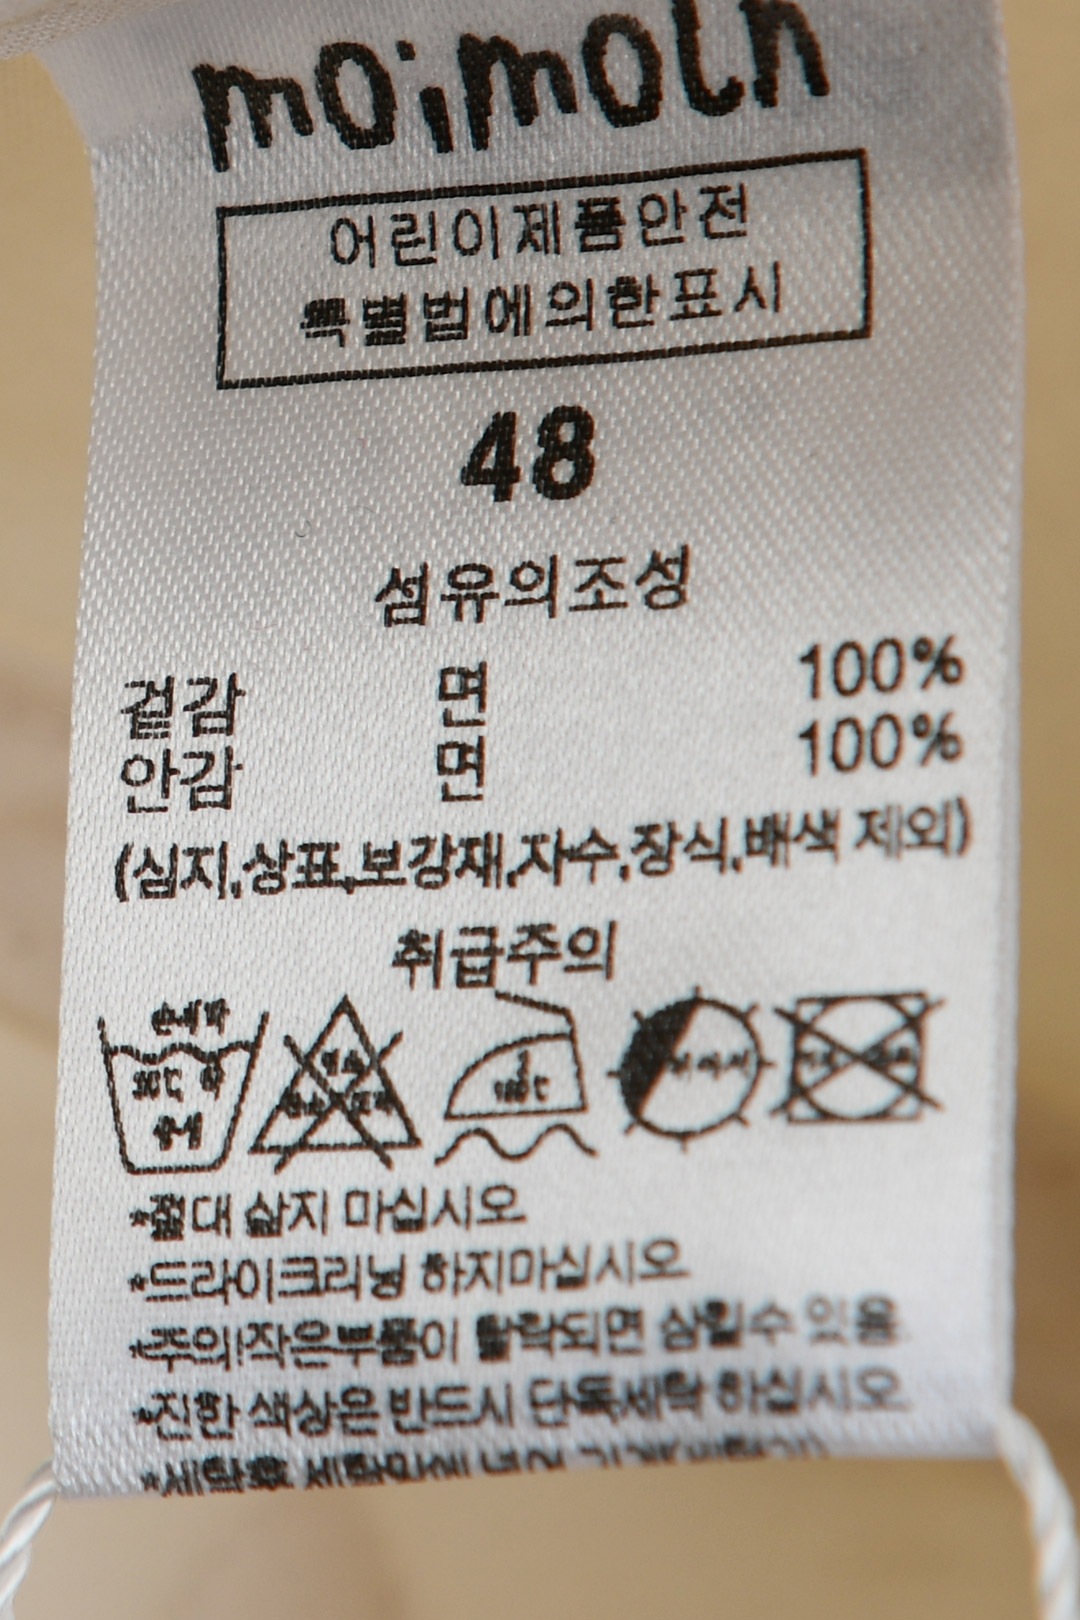 moimoln
어린이제품안전
특별법에의한표시
48
섬유의조성
겉감 면 100%
안감 면 100%
(심지,상표,보강재,자수,장식,배색 제외)
취급주의
손세탁
중성
*절대 삶지 마십시오
*드라이크리닝 하지마십시오
*주의!작은부품이 탈락되면 삼킬수 있음
*진한 색상은 반드시 단독세탁 하십시오